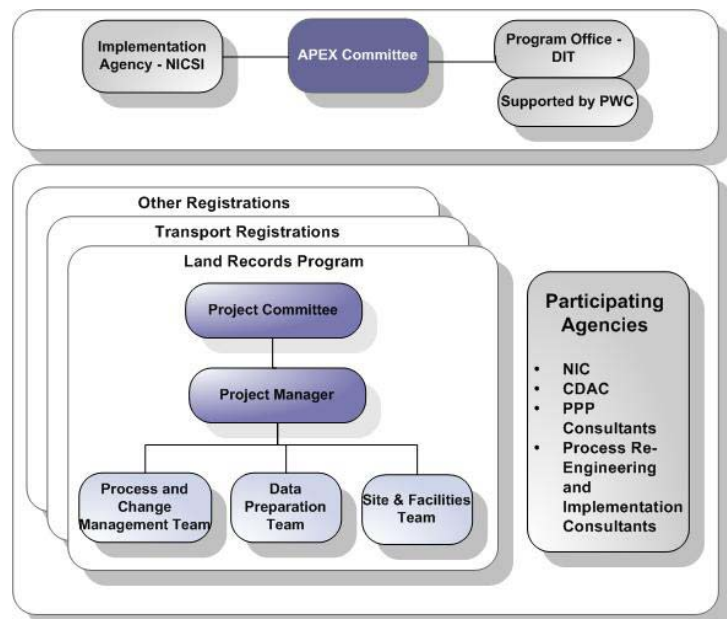 Implementation
Agency - NICSI
APEX Committee
Program Office -
DIT
Supported by PWC
Other Registrations
Transport Registrations
Land Records Program
Project Committee
Project Manager
Process and
Change
Management Team
Data
Preparation
Team
Site & Facilities
Team
Participating
Agencies
• NIC
• CDAC
• PPP
Consultants
• Process Re-
Engineering
and
Implementation
Consultants